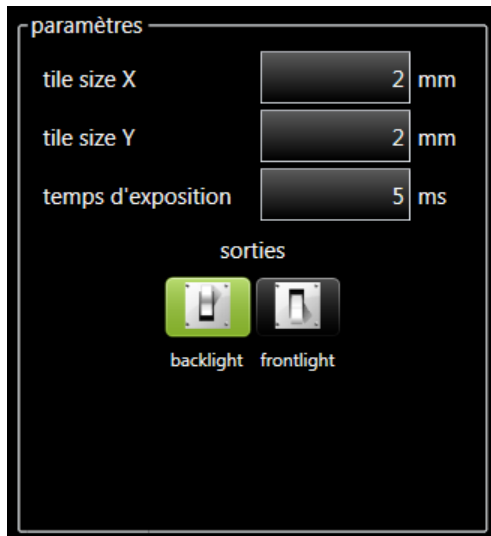 paramètres
tile size X 2 mm
tile size Y 2 mm
temps d'exposition 5 ms
sorties
backlight frontlight